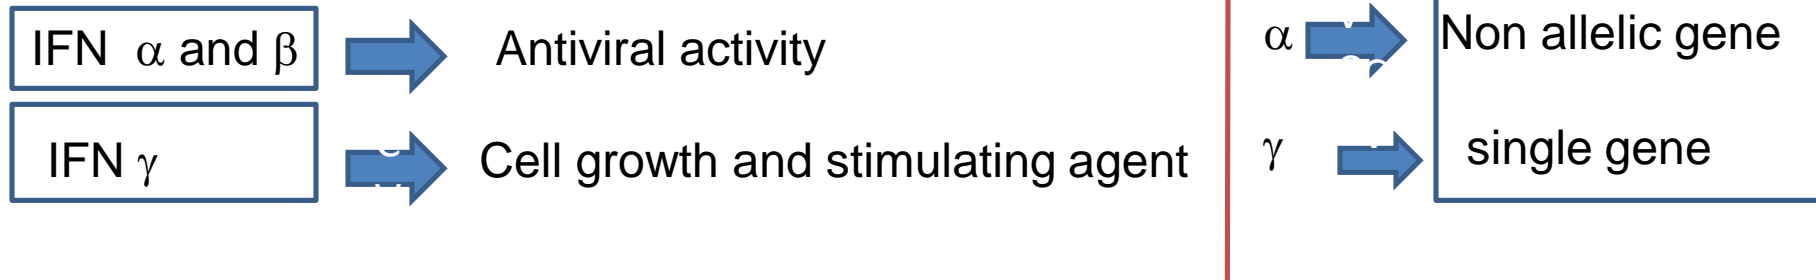 IFN α and β
Antiviral activity
IFN γ
Cell growth and stimulating agent
α
Non allelic gene
γ
single gene